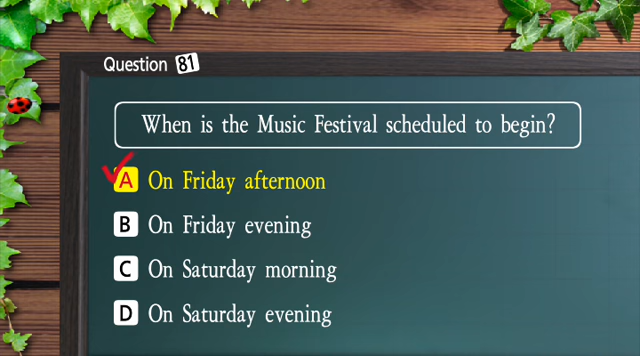 Question 81
When is the Music Festival scheduled to begin?
A On Friday afternoon
B On Friday evening
C On Saturday morning
D On Saturday evening